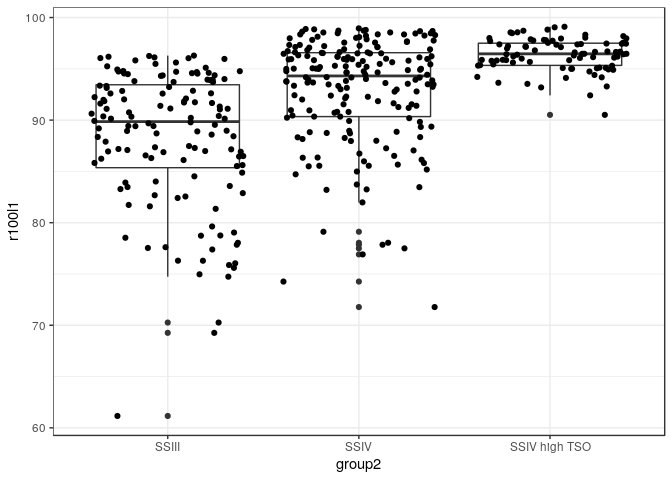 100
90
80
70
60
r100l1
SSIII
SSIV
SSIV high TSO
group2